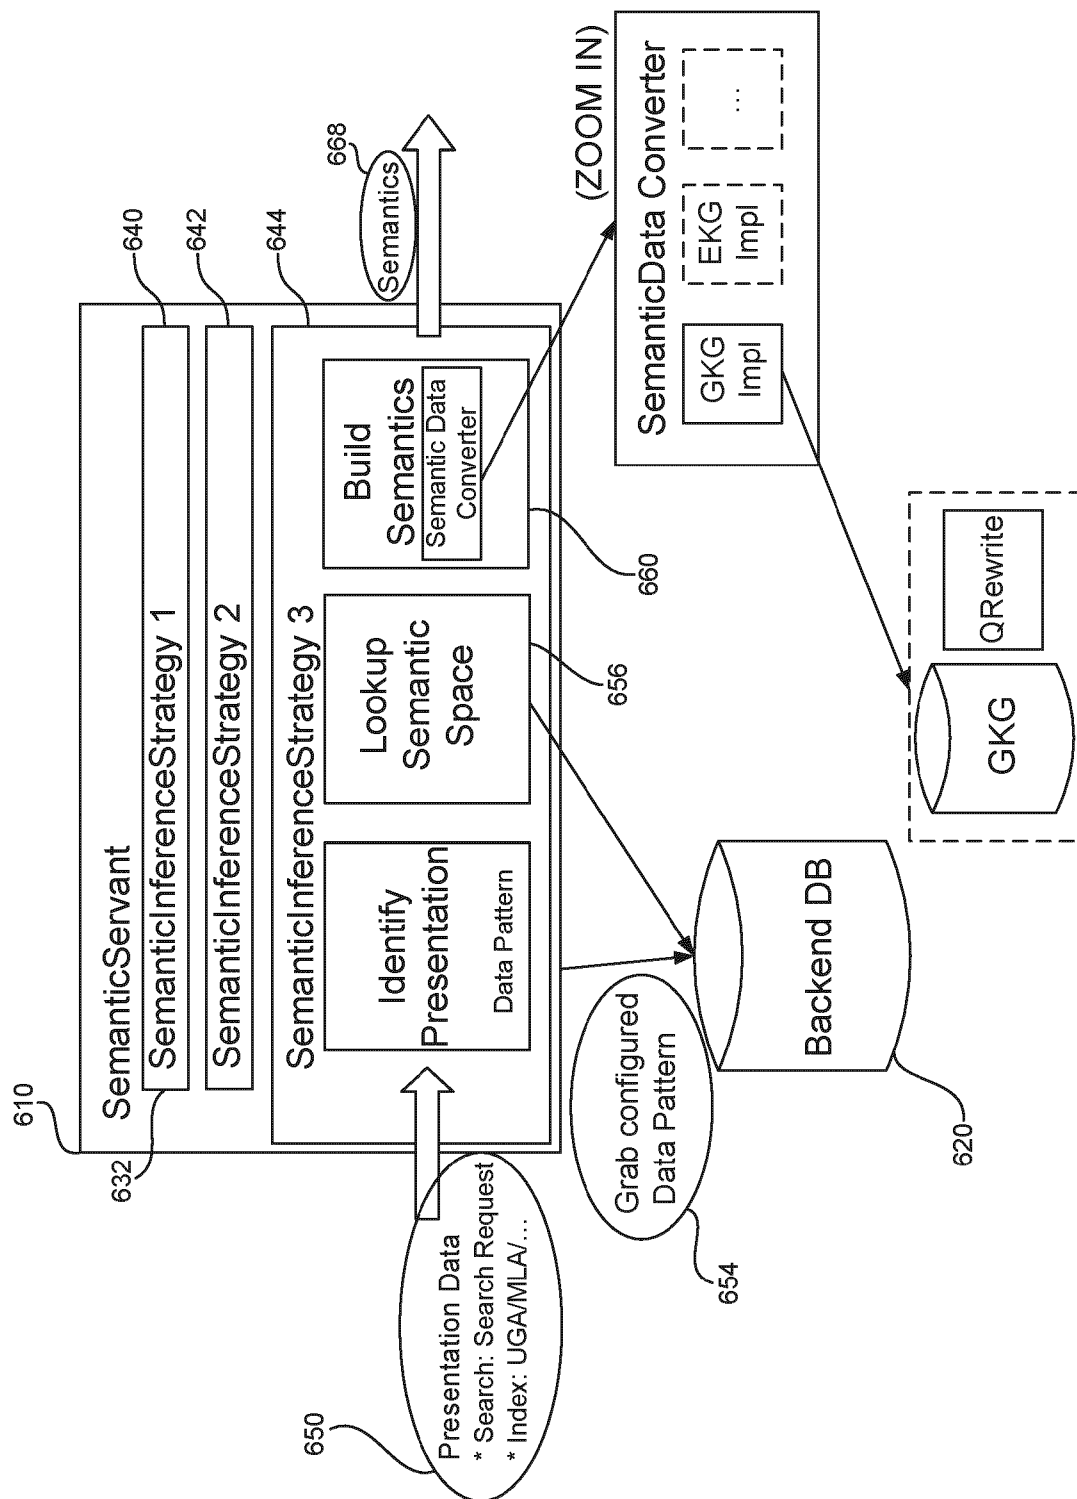 610
SemanticServant
632
SemanticInferenceStrategy 1
640
SemanticInferenceStrategy 2
642
SemanticInferenceStrategy 3
644
650
Presentation Data
* Search: Search Request
* Index: UGA/MLA/...
Identify
Presentation
Data Pattern
Lookup
Semantic
Space
656
Build
Semantics
Semantic Data
Converter
660
Semantics
668
Grab configured
Data Pattern
654
Backend DB
620
(ZOOM IN)
SemanticData Converter
GKG
Impl
EKG
Impl
...
GKG
QRewrite